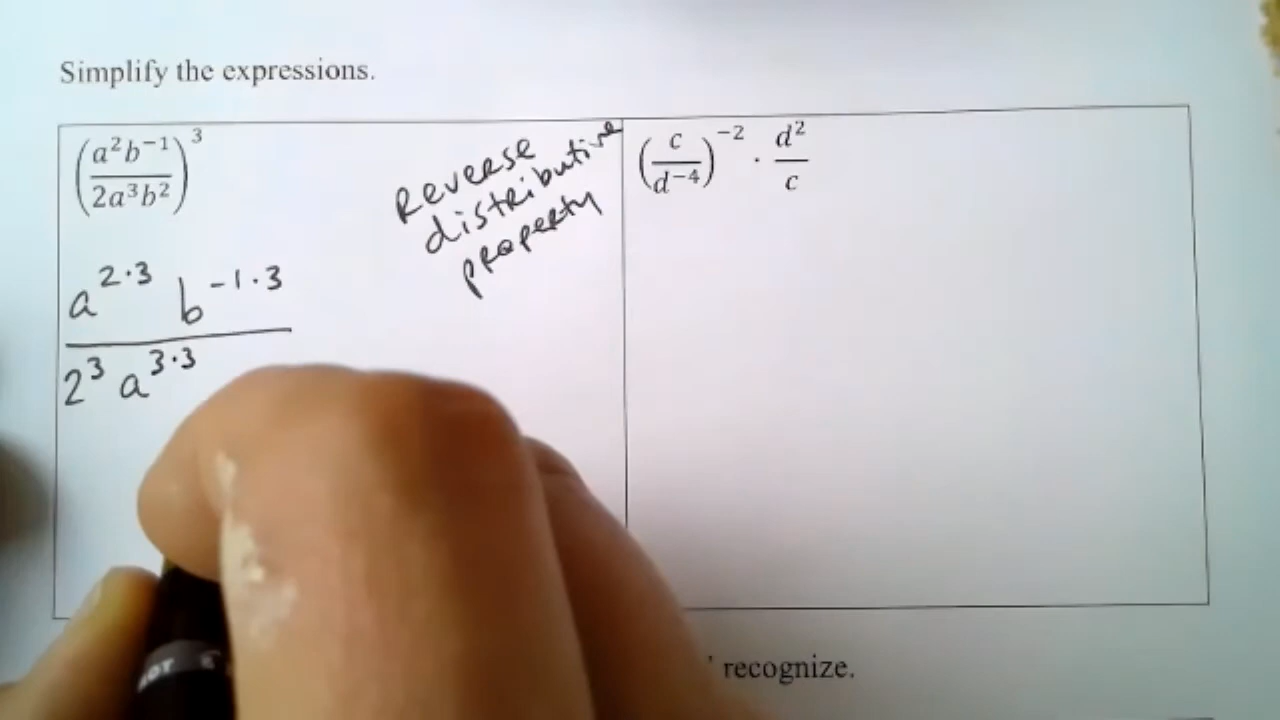 Simplify the expressions.
(a²b⁻¹ / 2a³b²)³
Reverse
distributive
property
a^(2·3) b^(-1·3)
2³ a^(3·3)
(c / d⁻⁴)⁻² · d² / c
recognize.